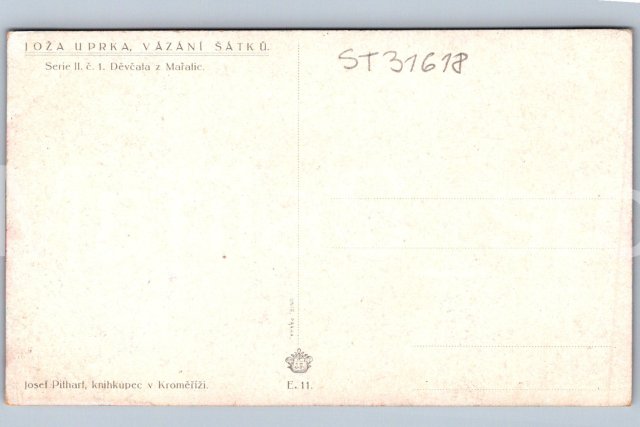 JOŽA UPRKA, VÁZÁNÍ ŠÁTKŮ.
Serie II. č. 1. Děvčata z Mařatic.
ST31618
Josef Pithart, knihkupec v Kroměříži.
E. 11.